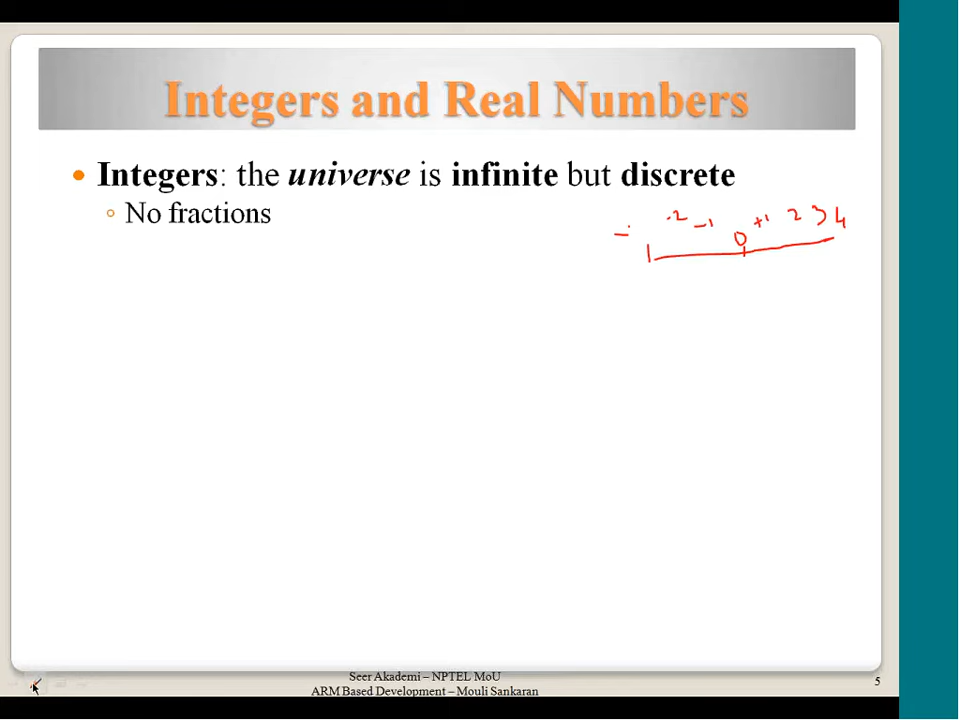 Integers and Real Numbers
Integers: the universe is infinite but discrete
No fractions
-2 -1 0 +1 2 3 4
Seer Akademi – NPTEL MoU
ARM Based Development – Mouli Sankaran
5